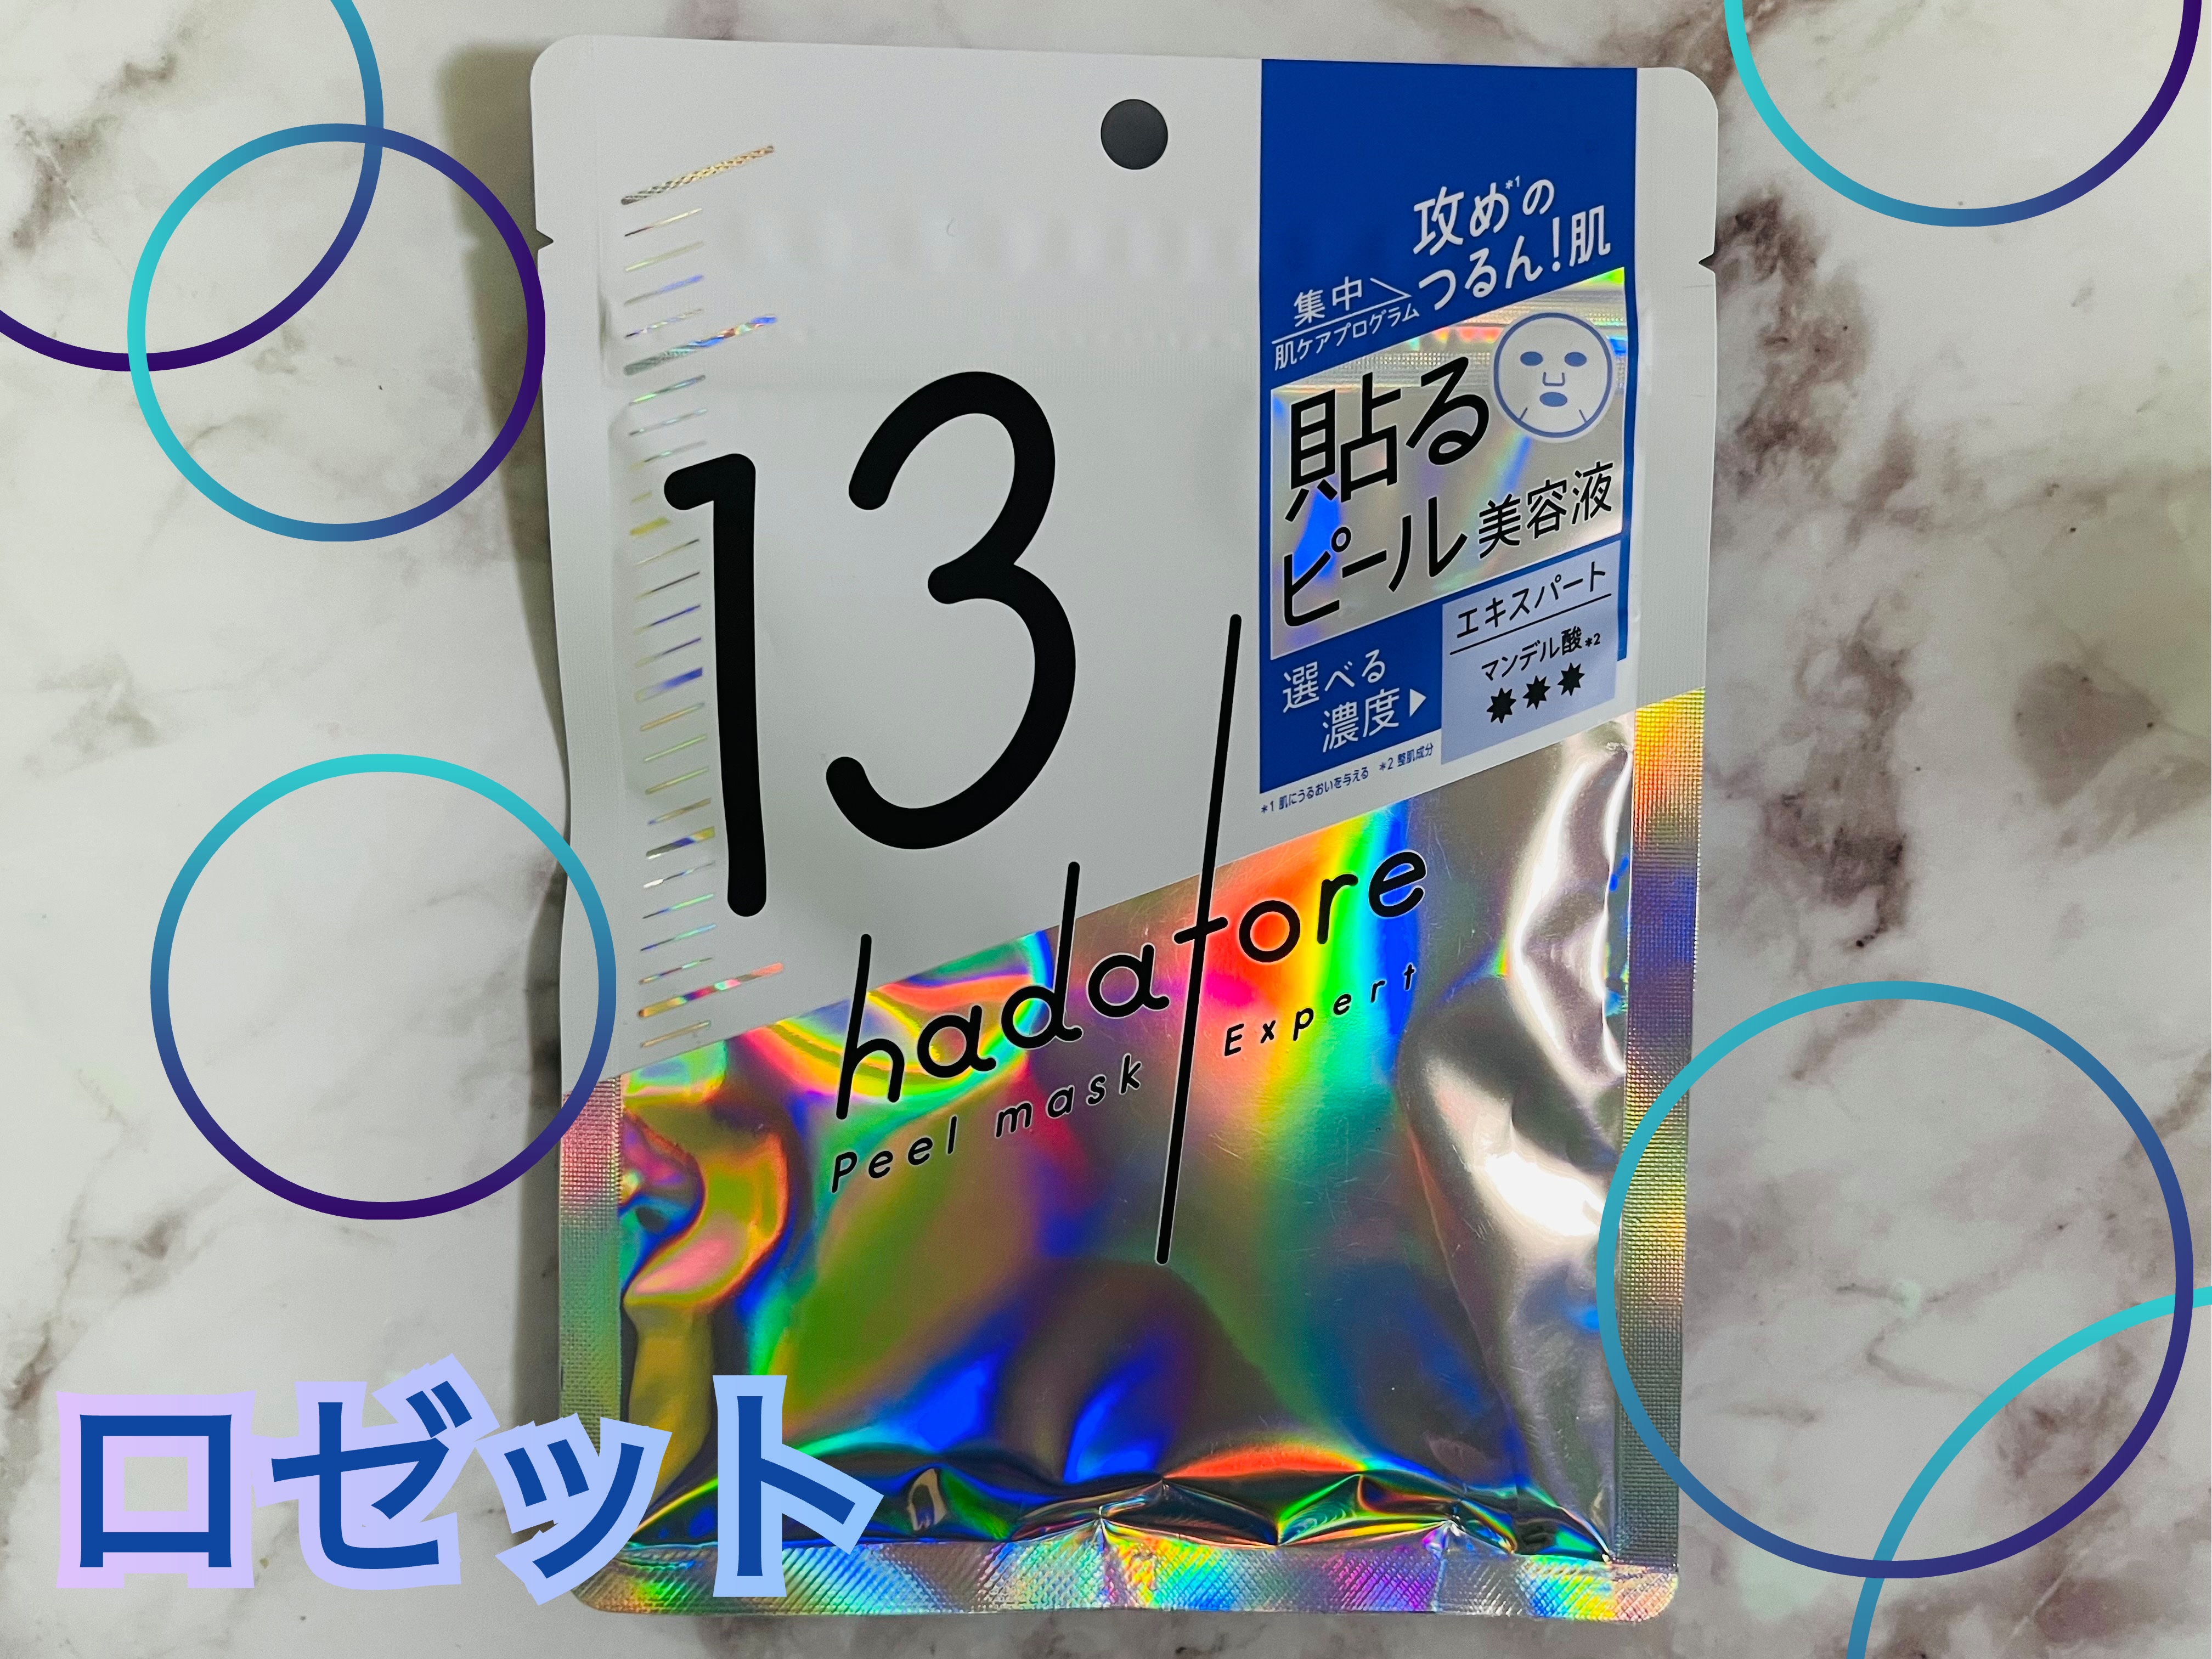 攻め*1の
つるん!肌
集中
肌ケアプログラム
貼る
ピール美容液
エキスパート
マンデル酸*2
選べる
濃度
*1 肌にうるおいを与える *2 整肌成分
13
hadatore
Peel mask Expert
ロゼット